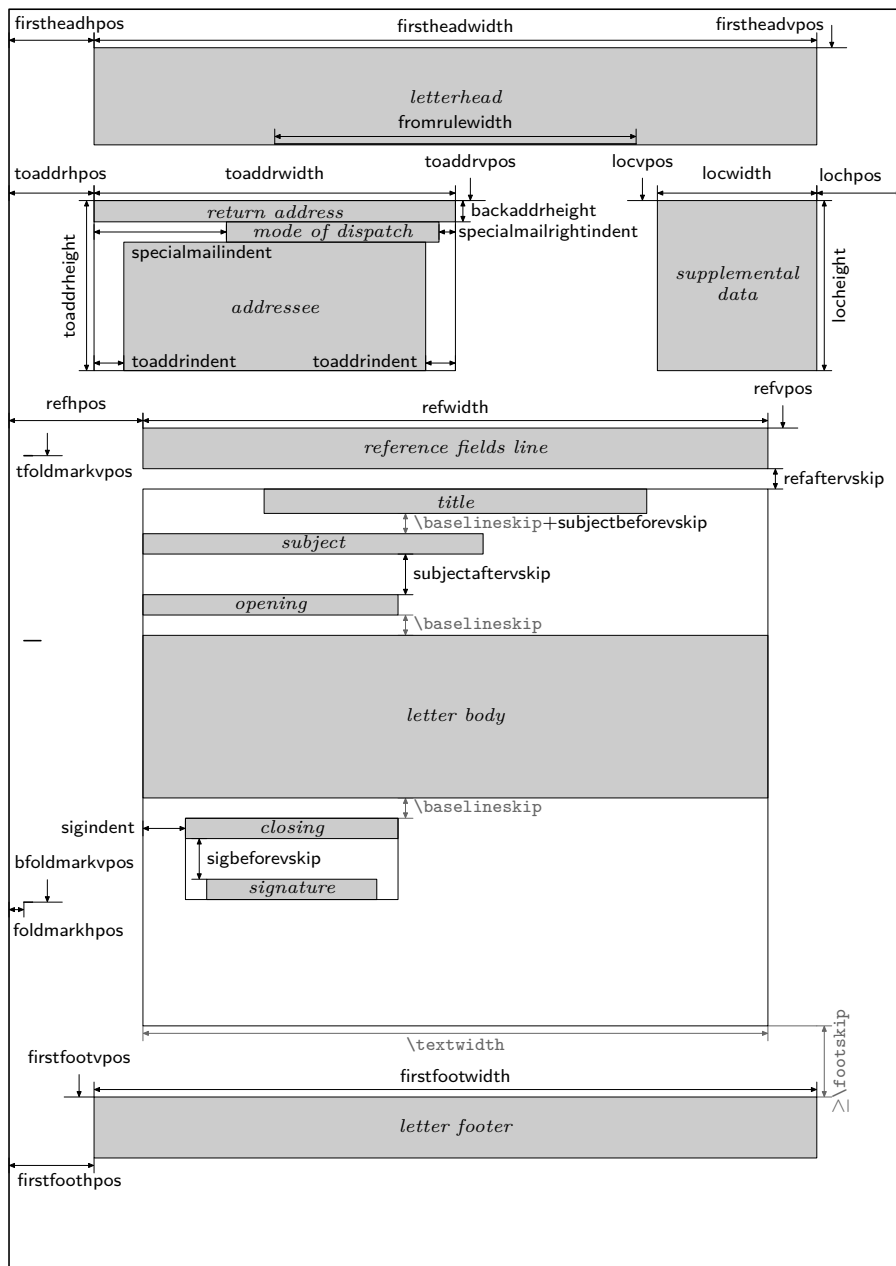 firstheadhpos
firstheadwidth
firstheadvpos
letterhead
fromrulewidth
toaddrhpos
toaddrwidth
toaddrvpos
locvpos
locwidth
lochpos
return address
backaddrheight
mode of dispatch
specialmailrightindent
specialmailindent
toaddrheight
addressee
supplemental
data
locheight
toaddrindent
toaddrindent
refhpos
refwidth
refvpos
reference fields line
tfoldmarkvpos
refaftervskip
title
\baselineskip+subjectbeforevskip
subject
subjectaftervskip
opening
\baselineskip
letter body
\baselineskip
sigindent
closing
bfoldmarkvpos
sigbeforevskip
signature
foldmarkhpos
\textwidth
≥\footskip
firstfootvpos
firstfootwidth
letter footer
firstfoothpos